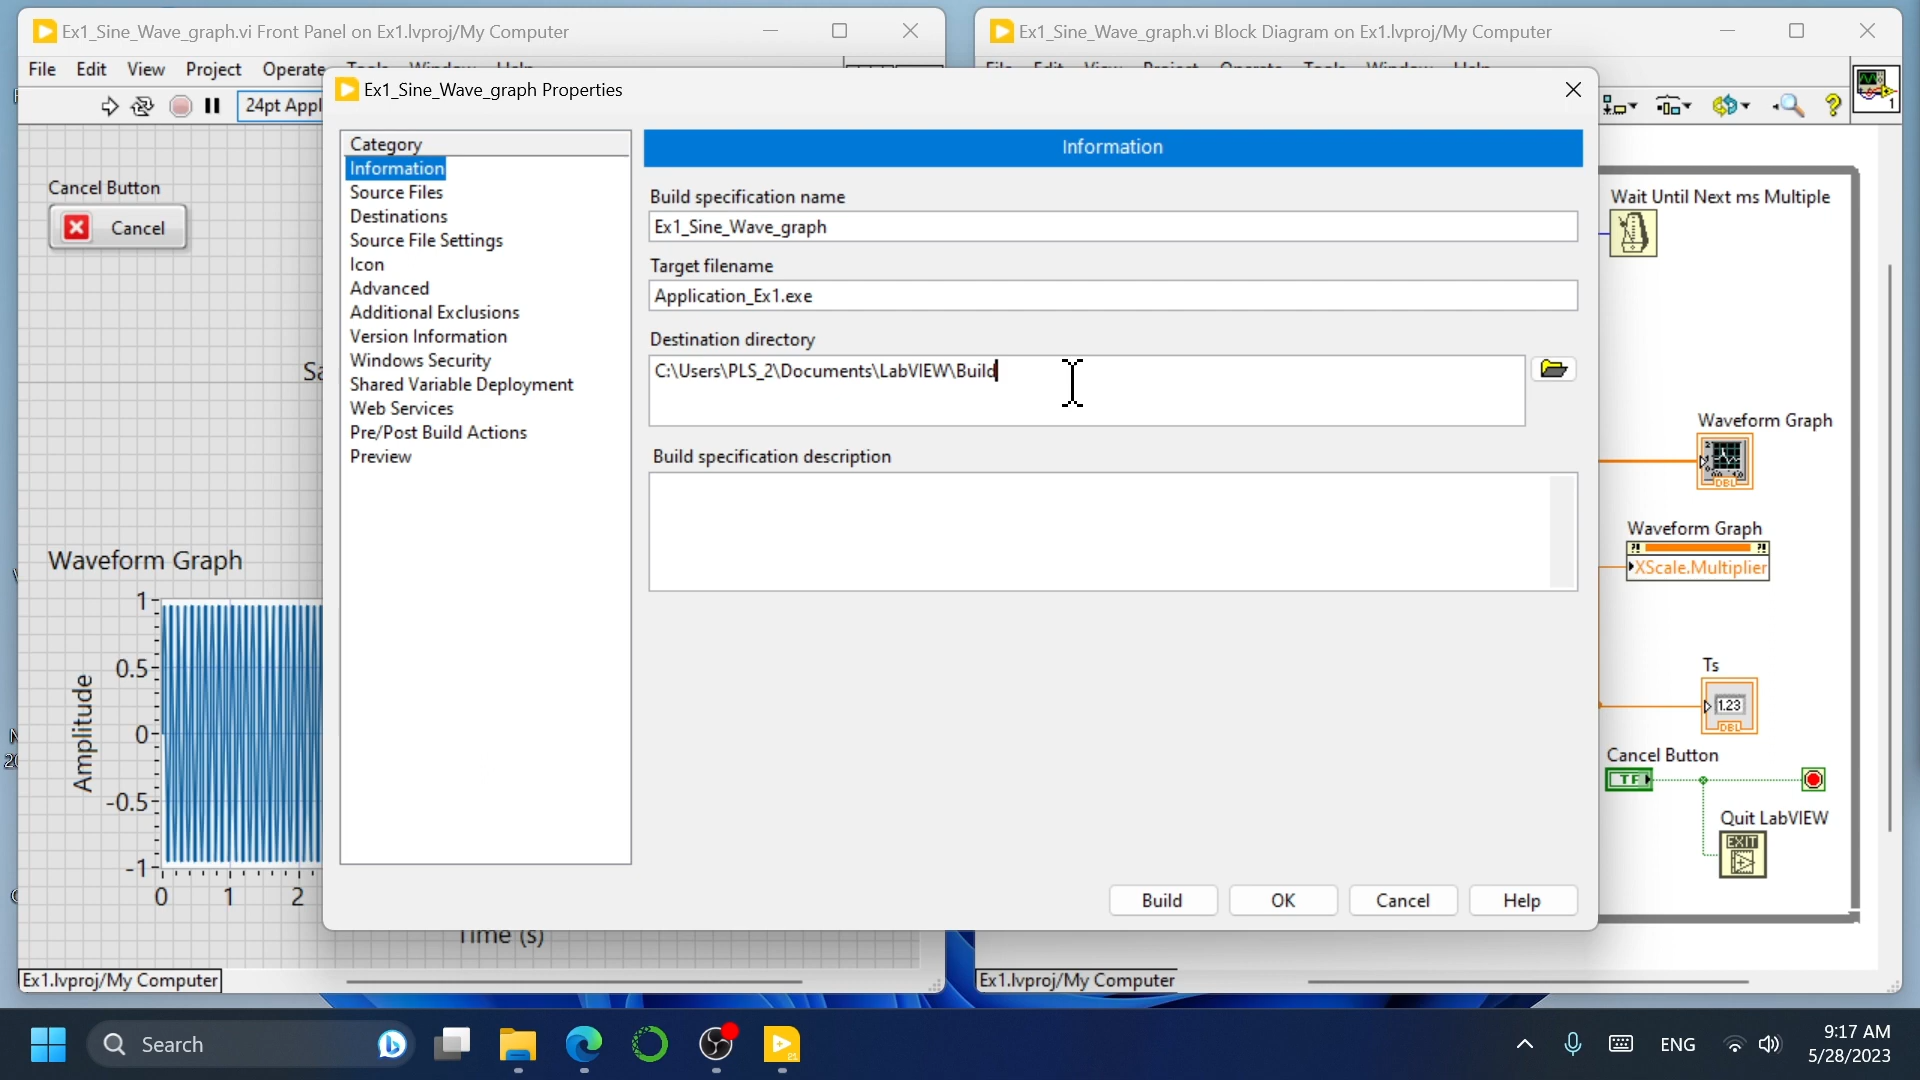 Ex1_Sine_Wave_graph.vi Front Panel on Ex1.lvproj/My Computer
File Edit View Project Operate
24pt Appl
Cancel Button
Cancel
Waveform Graph
Amplitude
1
0.5
0
-0.5
-1
0 1 2
Time (s)
Ex1.lvproj/My Computer
Ex1_Sine_Wave_graph Properties
Category
Information
Source Files
Destinations
Source File Settings
Icon
Advanced
Additional Exclusions
Version Information
Windows Security
Shared Variable Deployment
Web Services
Pre/Post Build Actions
Preview
Information
Build specification name
Ex1_Sine_Wave_graph
Target filename
Application_Ex1.exe
Destination directory
C:\Users\PLS_2\Documents\LabVIEW\Build
Build specification description
Build OK Cancel Help
Ex1_Sine_Wave_graph.vi Block Diagram on Ex1.lvproj/My Computer
1
Wait Until Next ms Multiple
Waveform Graph
DBL
Waveform Graph
XScale.Multiplier
Ts
1.23
DBL
Cancel Button
TF
Quit LabVIEW
EXIT
Ex1.lvproj/My Computer
Search
ENG
9:17 AM
5/28/2023